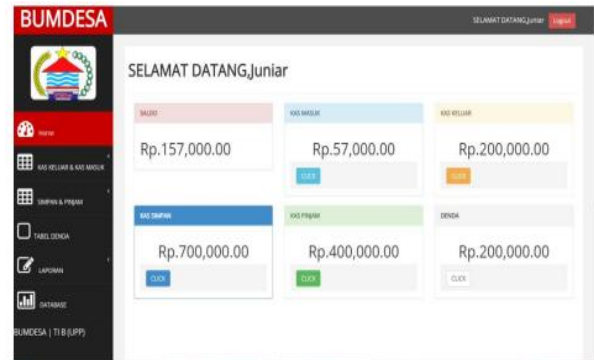 BUMDESA
SELAMAT DATANG,Juniar Logout
SELAMAT DATANG,Juniar
SALDO
Rp.157,000.00
KAS MASUK
Rp.57,000.00
CLICK
KAS KELUAR
Rp.200,000.00
CLICK
KAS SIMPAN
Rp.700,000.00
CLICK
KAS PINJAM
Rp.400,000.00
CLICK
DENDA
Rp.200,000.00
CLICK
Home
KAS KELUAR & KAS MASUK
SIMPAN & PINJAM
TABEL DENDA
LAPORAN
DATABASE
BUMDESA | TI B (UPP)